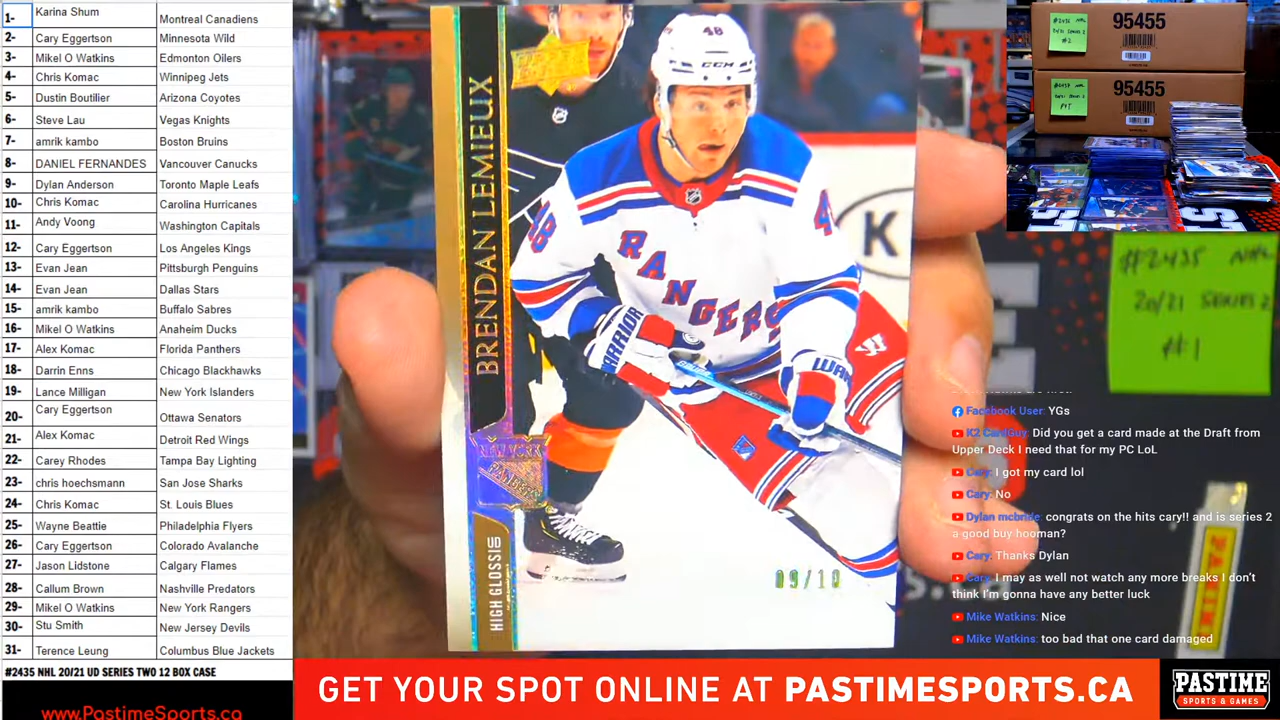 1- Karina Shum Montreal Canadiens
2- Cary Eggertson Minnesota Wild
3- Mikel O Watkins Edmonton Oilers
4- Chris Komac Winnipeg Jets
5- Dustin Boutilier Arizona Coyotes
6- Steve Lau Vegas Knights
7- amrik kambo Boston Bruins
8- DANIEL FERNANDES Vancouver Canucks
9- Dylan Anderson Toronto Maple Leafs
10- Chris Komac Carolina Hurricanes
11- Andy Voong Washington Capitals
12- Cary Eggertson Los Angeles Kings
13- Evan Jean Pittsburgh Penguins
14- Evan Jean Dallas Stars
15- amrik kambo Buffalo Sabres
16- Mikel O Watkins Anaheim Ducks
17- Alex Komac Florida Panthers
18- Darrin Enns Chicago Blackhawks
19- Lance Milligan New York Islanders
20- Cary Eggertson Ottawa Senators
21- Alex Komac Detroit Red Wings
22- Carey Rhodes Tampa Bay Lighting
23- chris hoechsmann San Jose Sharks
24- Chris Komac St. Louis Blues
25- Wayne Beattie Philadelphia Flyers
26- Cary Eggertson Colorado Avalanche
27- Jason Lidstone Calgary Flames
28- Callum Brown Nashville Predators
29- Mikel O Watkins New York Rangers
30- Stu Smith New Jersey Devils
31- Terence Leung Columbus Blue Jackets
#2435 NHL 20/21 UD SERIES TWO 12 BOX CASE
www.PastimeSports.ca
BRENDAN LEMIEUX
NEW YORK
RANGERS
HIGH GLOSS
UD
48
CCM
48
4
RANGERS
WARRIOR
WAR
K
09/10
95455
95455
#2435 NHL
20/21 SERIES 2
#1
Facebook User: YGs
K2 CardGuy: Did you get a card made at the Draft from
Upper Deck I need that for my PC LoL
Cary: I got my card lol
Cary: No
Dylan mcbride: congrats on the hits cary!! and is series 2
a good buy hooman?
Cary: Thanks Dylan
Cary: I may as well not watch any more breaks I don't
think I'm gonna have any better luck
Mike Watkins: Nice
Mike Watkins: too bad that one card damaged
GET YOUR SPOT ONLINE AT PASTIMESPORTS.CA
PASTIME
SPORTS & GAMES